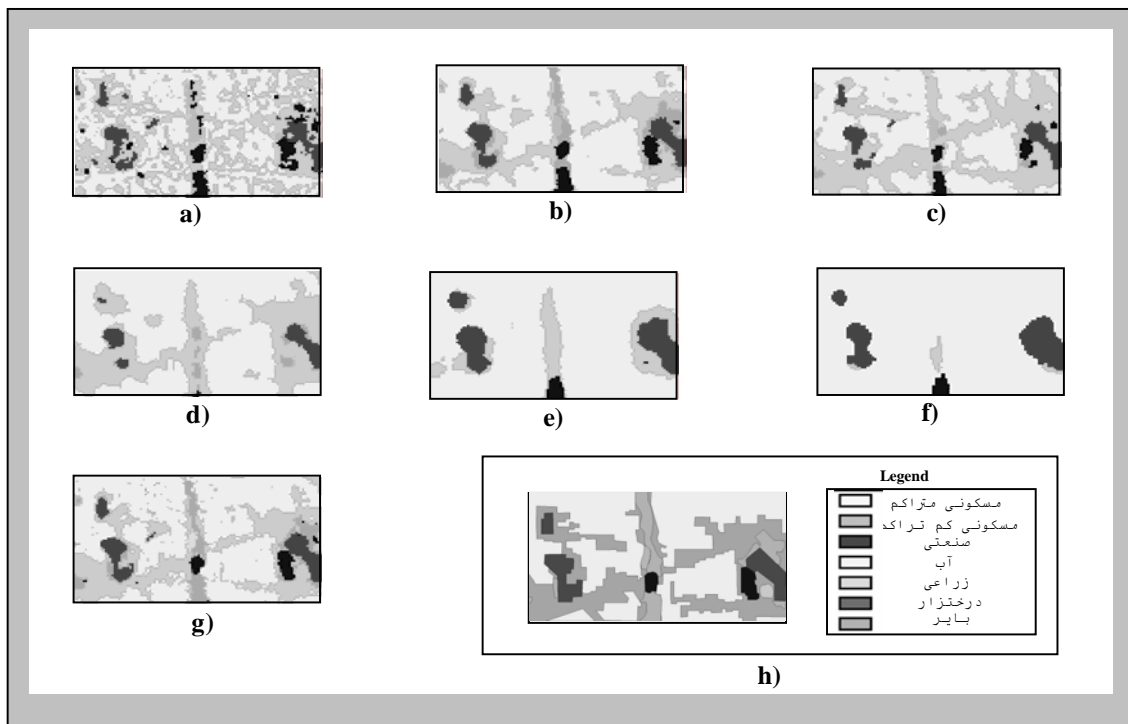 a)
b)
c)
d)
e)
f)
g)
Legend
مسکونی متراکم
مسکونی کم تراکم
صنعتی
آب
زراعی
درختزار
بایر
h)